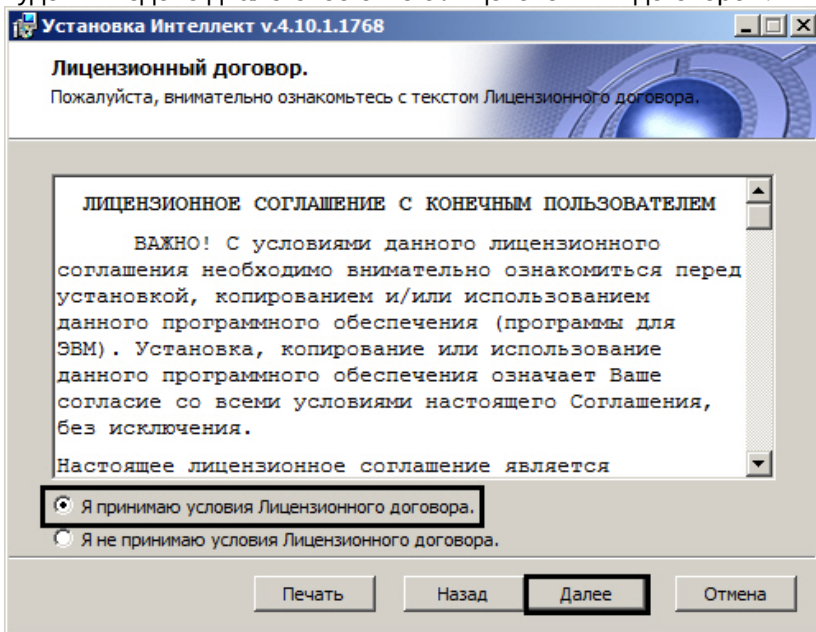 Установка Интеллект v.4.10.1.1768
Лицензионный договор.
Пожалуйста, внимательно ознакомьтесь с текстом Лицензионного договора.
ЛИЦЕНЗИОННОЕ СОГЛАШЕНИЕ С КОНЕЧНЫМ ПОЛЬЗОВАТЕЛЕМ
ВАЖНО! С условиями данного лицензионного
соглашения необходимо внимательно ознакомиться перед
установкой, копированием и/или использованием
данного программного обеспечения (программы для
ЭВМ). Установка, копирование или использование
данного программного обеспечения означает Ваше
согласие со всеми условиями настоящего Соглашения,
без исключения.
Настоящее лицензионное соглашение является
Я принимаю условия Лицензионного договора.
Я не принимаю условия Лицензионного договора.
Печать Назад Далее Отмена